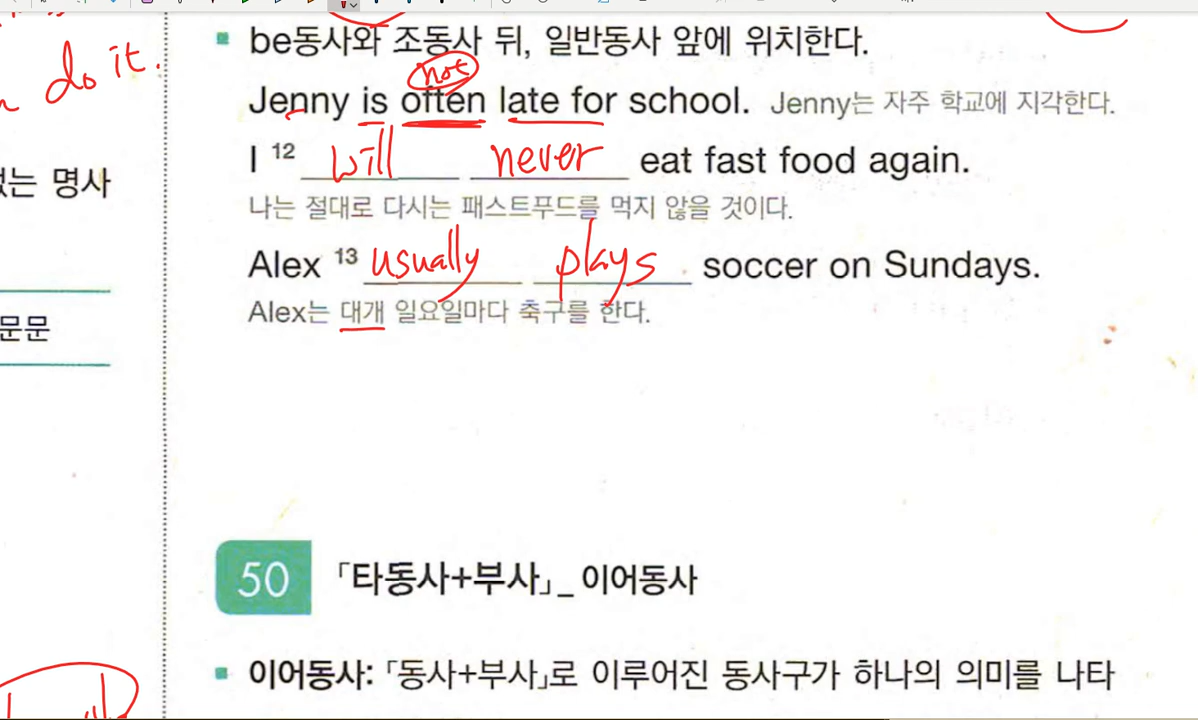 do it.
be동사와 조동사 뒤, 일반동사 앞에 위치한다.
not
Jenny is often late for school. Jenny는 자주 학교에 지각한다.
I 12 will never eat fast food again.
없는 명사
나는 절대로 다시는 패스트푸드를 먹지 않을 것이다.
Alex 13 usually plays soccer on Sundays.
Alex는 대개 일요일마다 축구를 한다.
문문
50 「타동사+부사」_ 이어동사
이어동사: 「동사+부사」로 이루어진 동사구가 하나의 의미를 나타